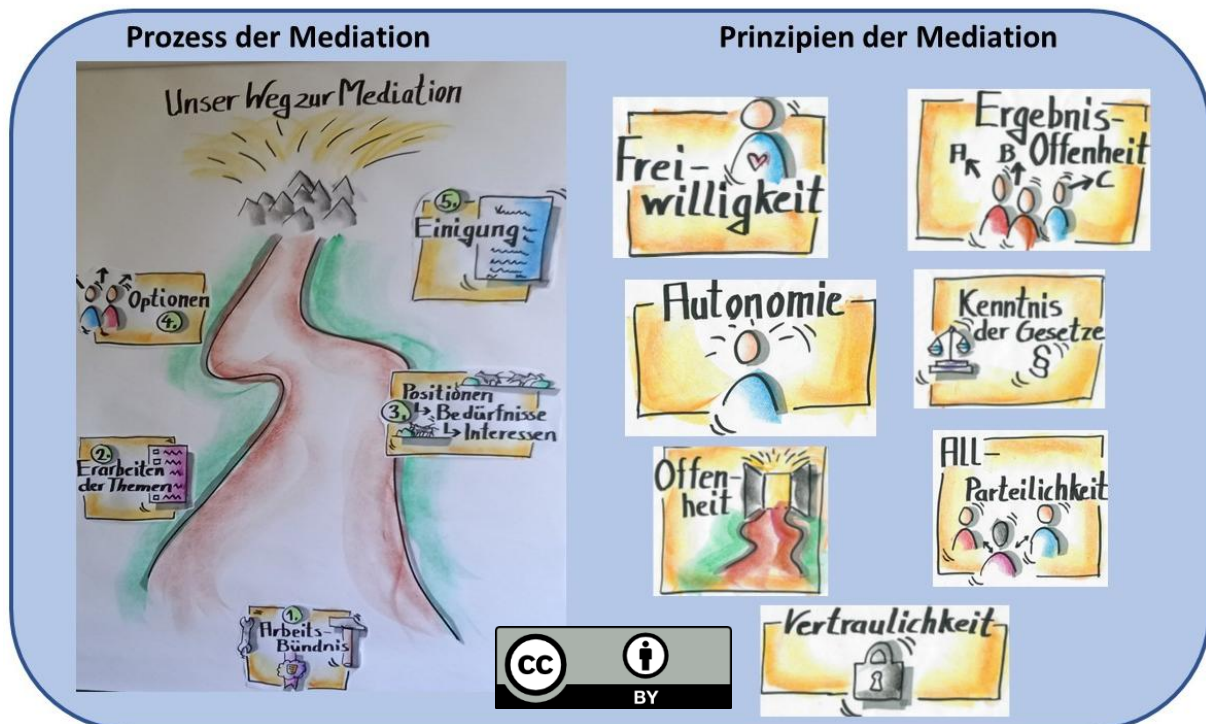 Prozess der Mediation
Unser Weg zur Mediation
5.
Einigung
Optionen
4.
Positionen
3. Bedürfnisse
Interessen
2.
Erarbeiten
der Themen
1.
Arbeits-
Bündnis
Prinzipien der Mediation
Frei-
willigkeit
Ergebnis-
A B Offenheit
C
Autonomie
Kenntnis
der Gesetze
§
Offen-
heit
All-
Parteilichkeit
Vertraulichkeit
cc
BY